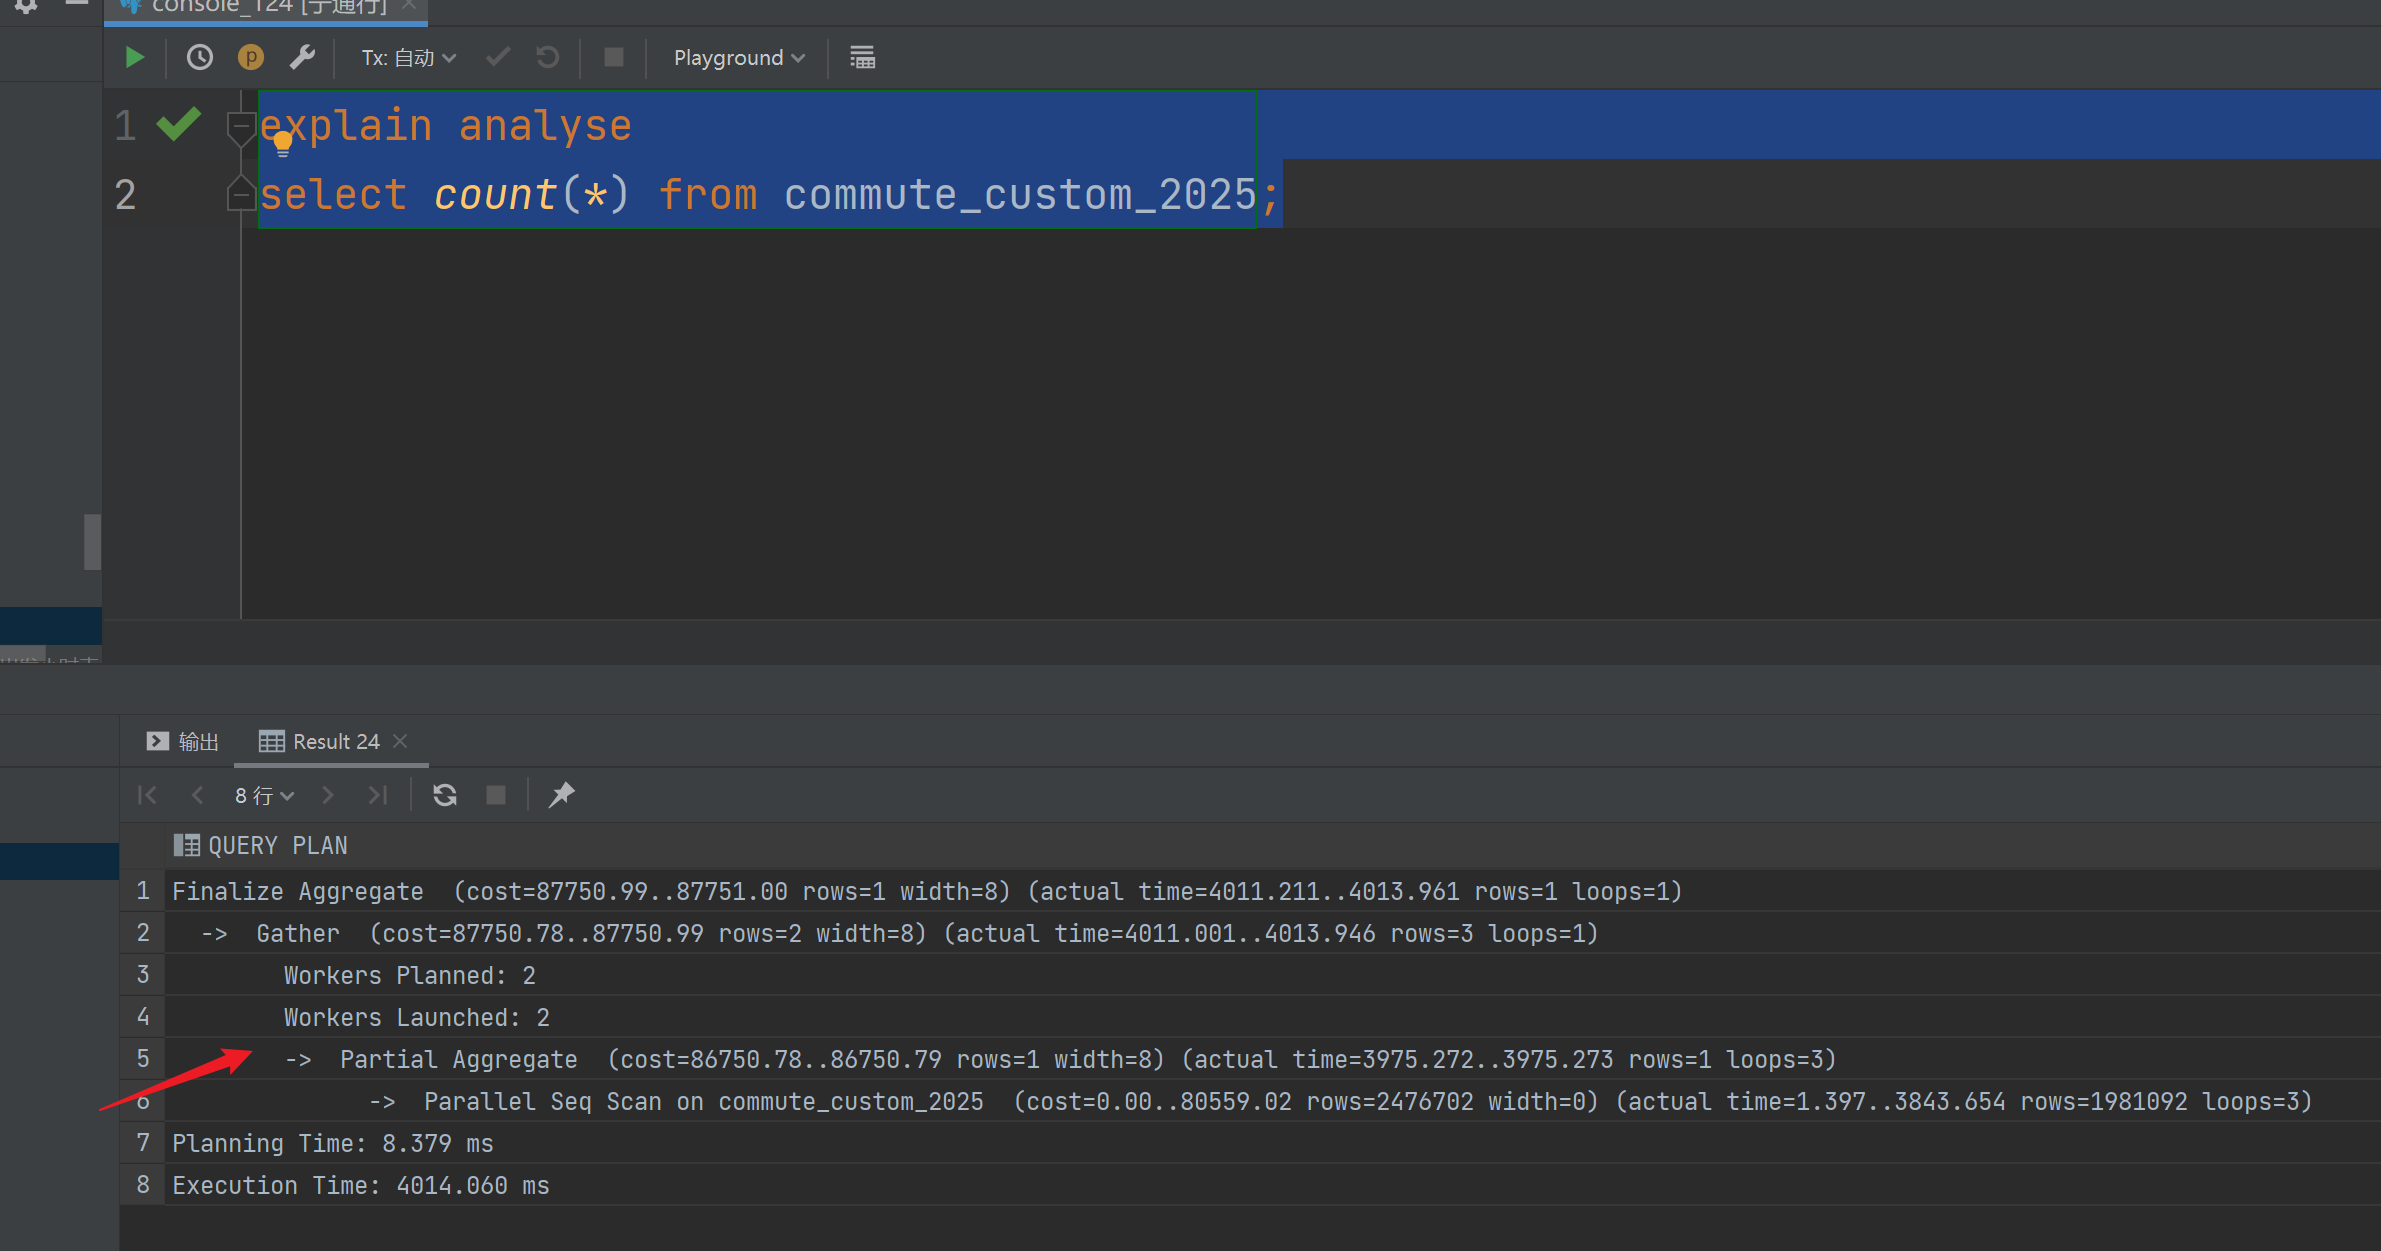 console_124 [子通行]
Tx: 自动
Playground
1 explain analyse
2 select count(*) from commute_custom_2025;
输出
Result 24
8 行
QUERY PLAN
1 Finalize Aggregate  (cost=87750.99..87751.00 rows=1 width=8) (actual time=4011.211..4013.961 rows=1 loops=1)
2   ->  Gather  (cost=87750.78..87750.99 rows=2 width=8) (actual time=4011.001..4013.946 rows=3 loops=1)
3         Workers Planned: 2
4         Workers Launched: 2
5         ->  Partial Aggregate  (cost=86750.78..86750.79 rows=1 width=8) (actual time=3975.272..3975.273 rows=1 loops=3)
6               ->  Parallel Seq Scan on commute_custom_2025  (cost=0.00..80559.02 rows=2476702 width=0) (actual time=1.397..3843.654 rows=1981092 loops=3)
7 Planning Time: 8.379 ms
8 Execution Time: 4014.060 ms